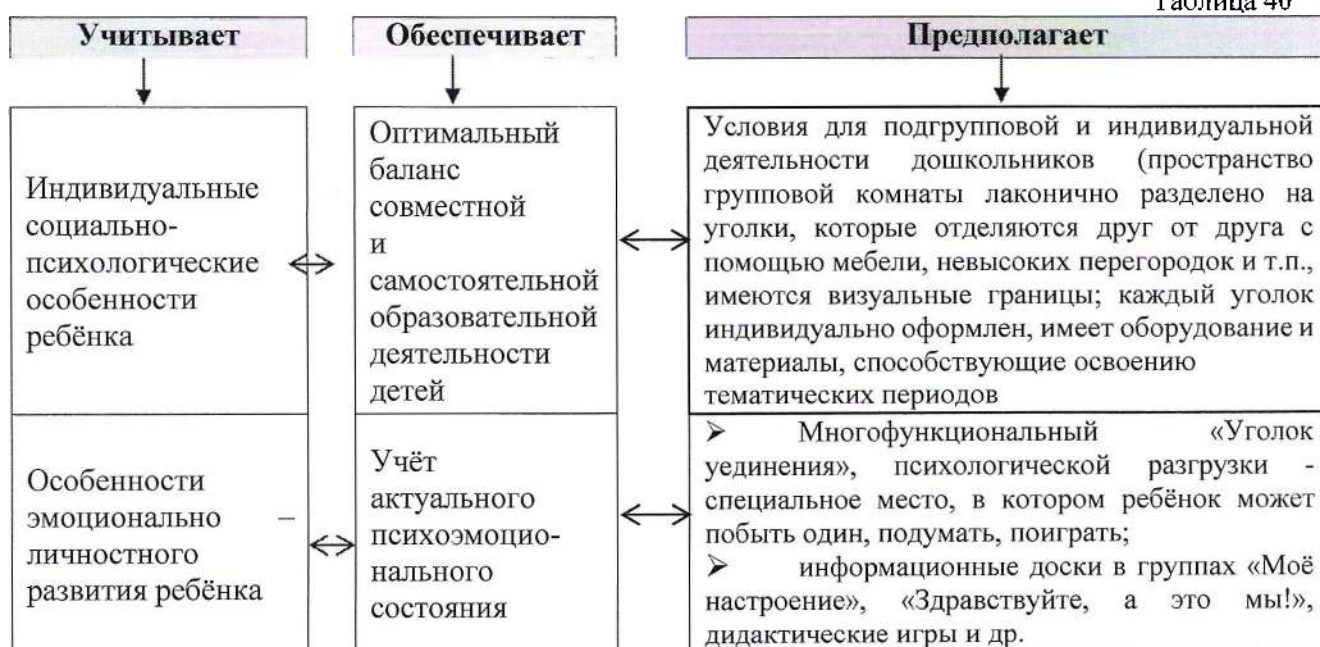 Таблица 40
Учитывает
Обеспечивает
Предполагает
Индивидуальные
социально-
психологические
особенности
ребёнка
Оптимальный
баланс
совместной
и
самостоятельной
образовательной
деятельности
детей
Условия для подгрупповой и индивидуальной
деятельности дошкольников (пространство
групповой комнаты лаконично разделено на
уголки, которые отделяются друг от друга с
помощью мебели, невысоких перегородок и т.п.,
имеются визуальные границы; каждый уголок
индивидуально оформлен, имеет оборудование и
материалы, способствующие освоению
тематических периодов
Особенности
эмоционально –
личностного
развития ребёнка
Учёт
актуального
психоэмоцио-
нального
состояния
➢ Многофункциональный «Уголок
уединения», психологической разгрузки -
специальное место, в котором ребёнок может
побыть один, подумать, поиграть;
➢ информационные доски в группах «Моё
настроение», «Здравствуйте, а это мы!»,
дидактические игры и др.